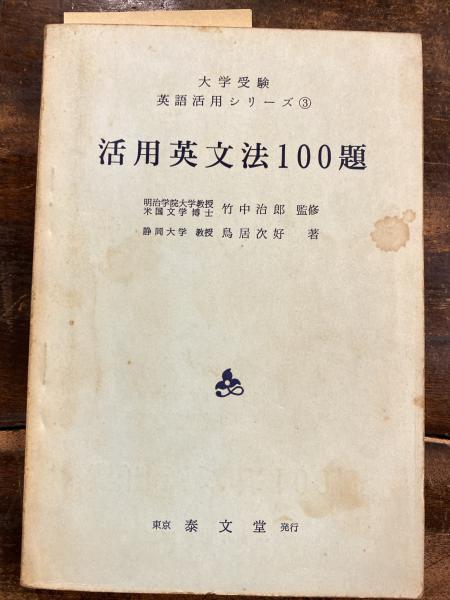 大学受験
英語活用シリーズ③
活用英文法100題
明治学院大学教授
米国文学博士 竹中治郎 監修
静岡大学 教授 鳥居次好 著
東京 泰文堂 発行